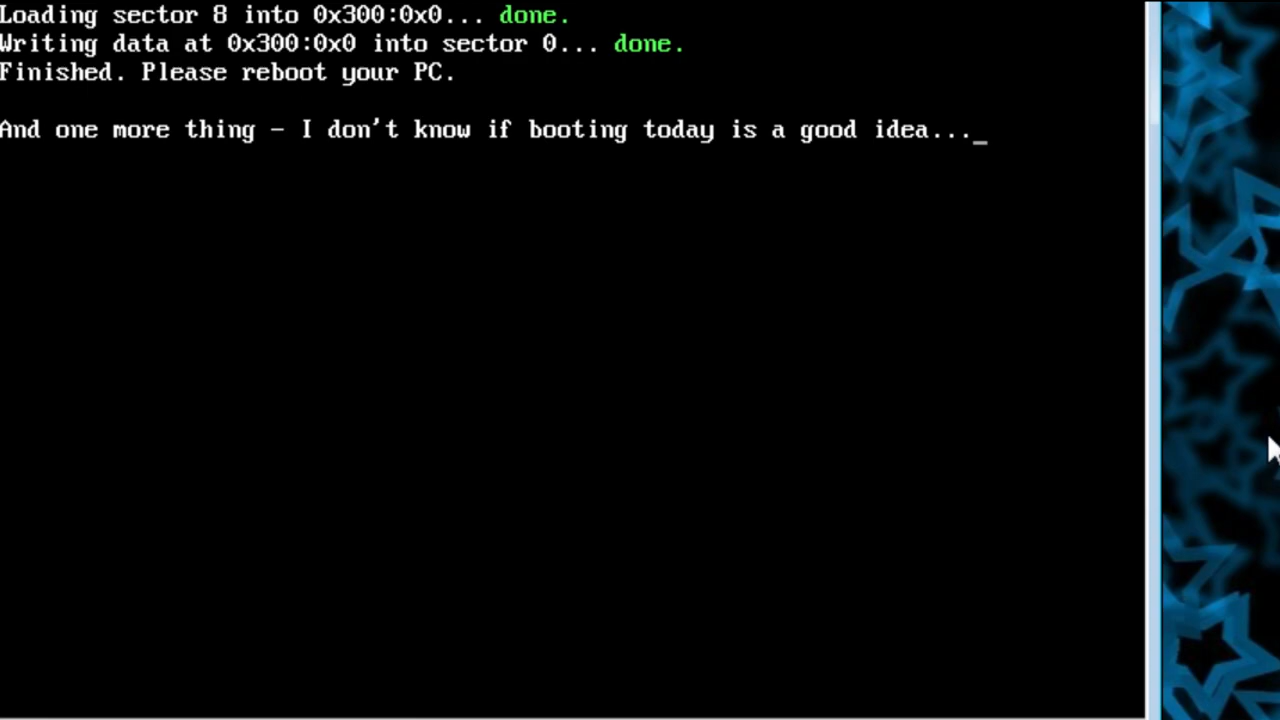 Loading sector 8 into 0x300:0x0... done.
Writing data at 0x300:0x0 into sector 0... done.
Finished. Please reboot your PC.
And one more thing - I don't know if booting today is a good idea..._